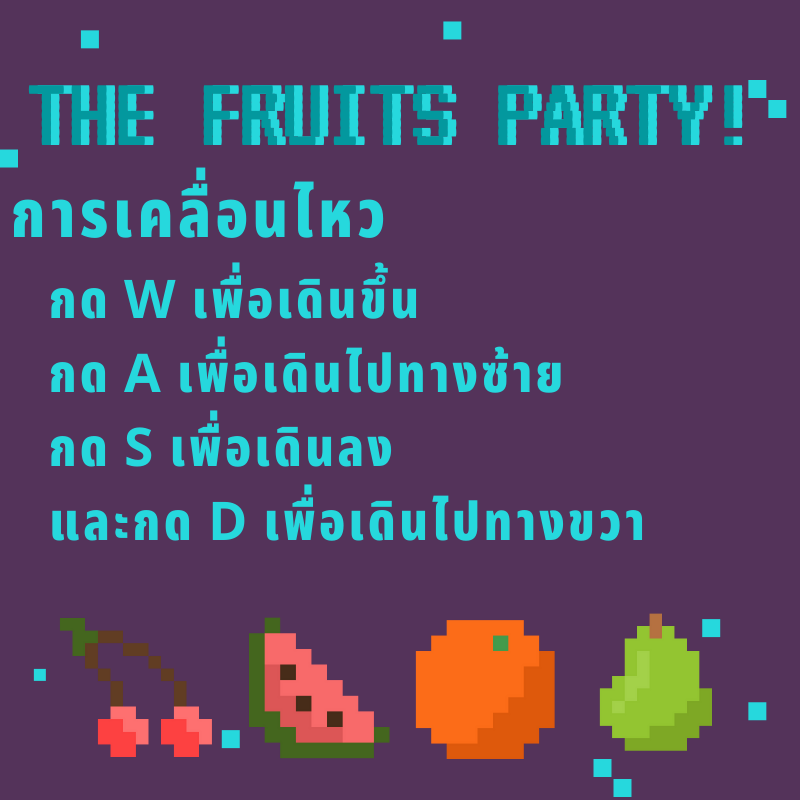 THE FRUITS PARTY!
การเคลื่อนไหว
กด W เพื่อเดินขึ้น
กด A เพื่อเดินไปทางซ้าย
กด S เพื่อเดินลง
และกด D เพื่อเดินไปทางขวา